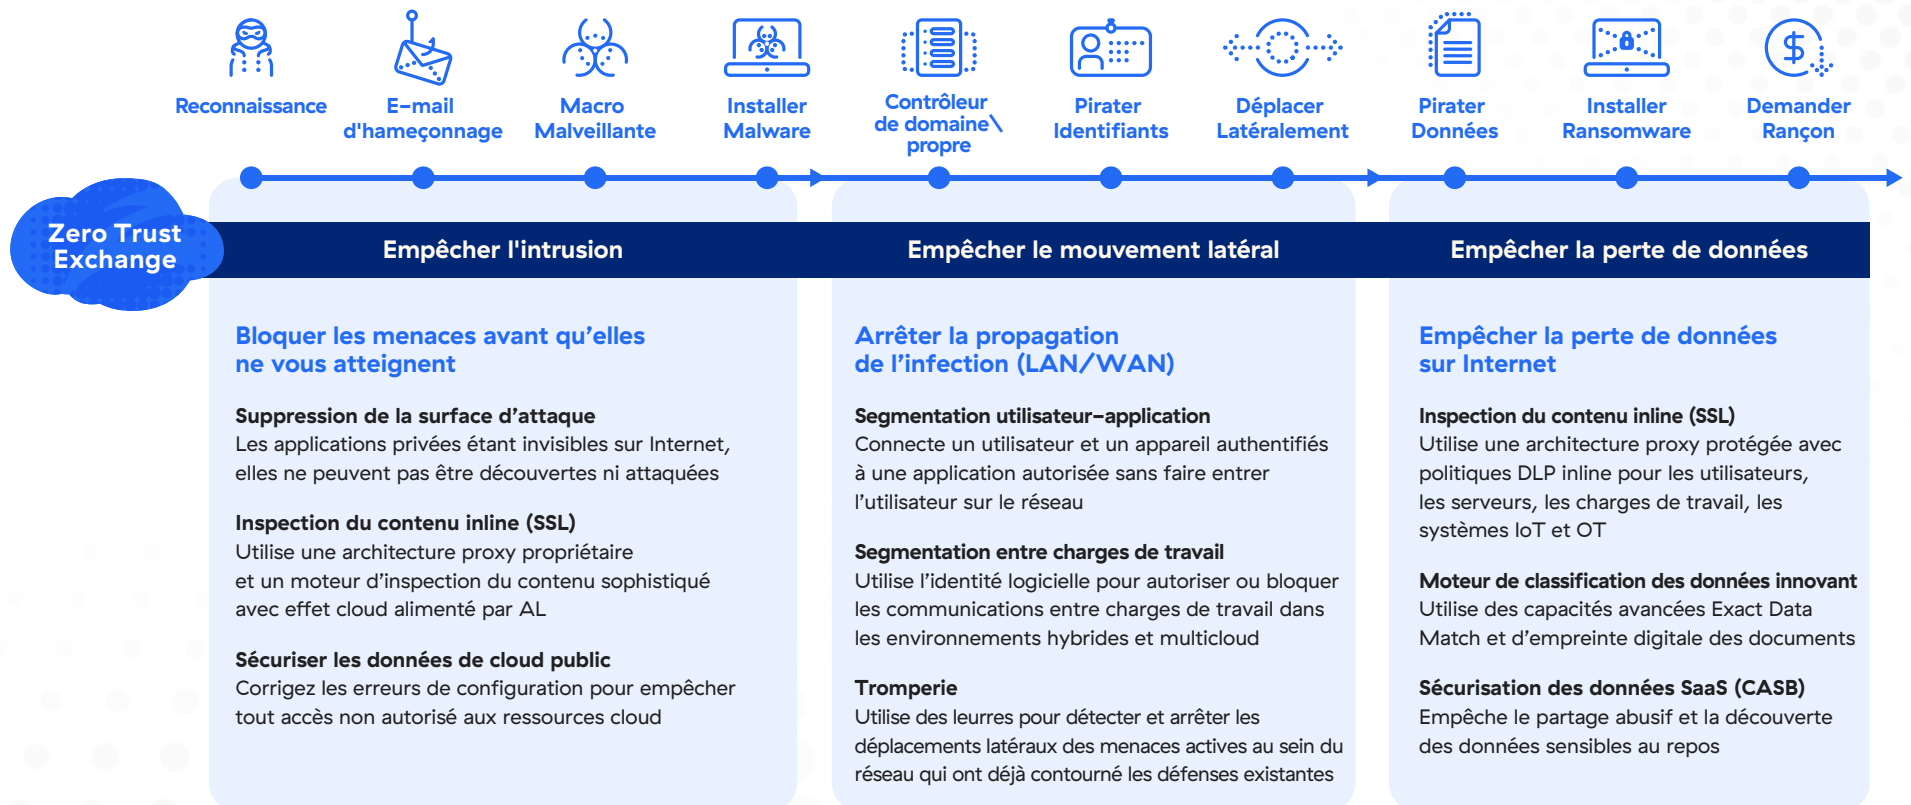 Reconnaissance
E-mail
d'hameçonnage
Macro
Malveillante
Installer
Malware
Contrôleur
de domaine\
propre
Pirater
Identifiants
Déplacer
Latéralement
Pirater
Données
Installer
Ransomware
Demander
Rançon
Zero Trust
Exchange
Empêcher l'intrusion
Empêcher le mouvement latéral
Empêcher la perte de données
Bloquer les menaces avant qu’elles
ne vous atteignent
Suppression de la surface d’attaque
Les applications privées étant invisibles sur Internet,
elles ne peuvent pas être découvertes ni attaquées
Inspection du contenu inline (SSL)
Utilise une architecture proxy propriétaire
et un moteur d’inspection du contenu sophistiqué
avec effet cloud alimenté par AL
Sécuriser les données de cloud public
Corrigez les erreurs de configuration pour empêcher
tout accès non autorisé aux ressources cloud
Arrêter la propagation
de l’infection (LAN/WAN)
Segmentation utilisateur-application
Connecte un utilisateur et un appareil authentifiés
à une application autorisée sans faire entrer
l’utilisateur sur le réseau
Segmentation entre charges de travail
Utilise l’identité logicielle pour autoriser ou bloquer
les communications entre charges de travail dans
les environnements hybrides et multicloud
Tromperie
Utilise des leurres pour détecter et arrêter les
déplacements latéraux des menaces actives au sein du
réseau qui ont déjà contourné les défenses existantes
Empêcher la perte de données
sur Internet
Inspection du contenu inline (SSL)
Utilise une architecture proxy protégée avec
politiques DLP inline pour les utilisateurs,
les serveurs, les charges de travail, les
systèmes IoT et OT
Moteur de classification des données innovant
Utilise des capacités avancées Exact Data
Match et d’empreinte digitale des documents
Sécurisation des données SaaS (CASB)
Empêche le partage abusif et la découverte
des données sensibles au repos